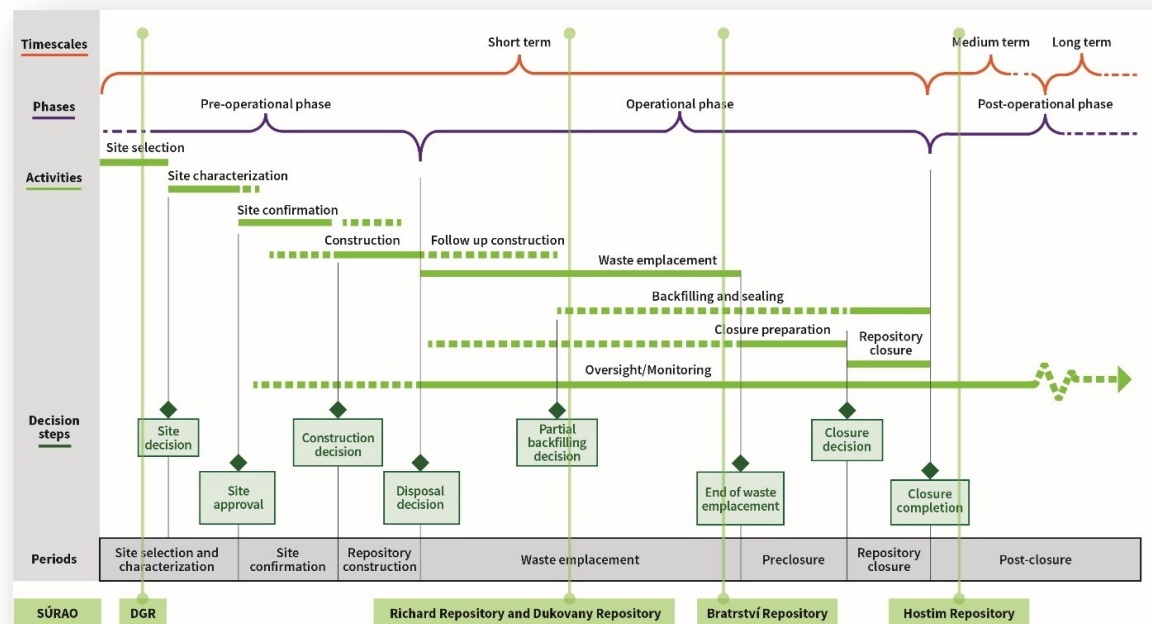 Timescales
Short term
Medium term
Long term
Phases
Pre-operational phase
Operational phase
Post-operational phase
Activities
Site selection
Site characterization
Site confirmation
Construction
Follow up construction
Waste emplacement
Backfilling and sealing
Closure preparation
Repository
closure
Oversight/Monitoring
Decision
steps
Site
decision
Construction
decision
Partial
backfilling
decision
Closure
decision
Site
approval
Disposal
decision
End of waste
emplacement
Closure
completion
Periods
Site selection and
characterization
Site
confirmation
Repository
construction
Waste emplacement
Preclosure
Repository
closure
Post-closure
SÚRAO
DGR
Richard Repository and Dukovany Repository
Bratrství Repository
Hostim Repository